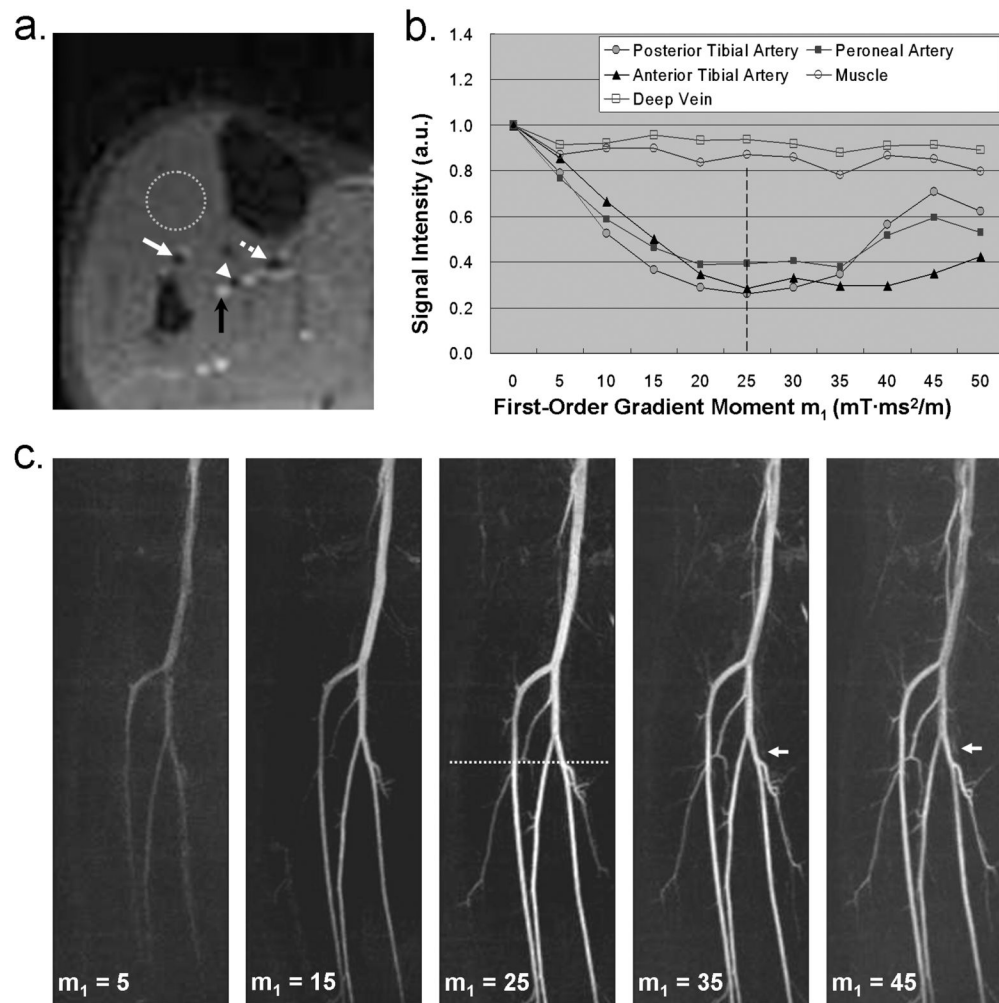 a.
b.
1.4
1.2
1.0
0.8
0.6
0.4
0.2
0.0
Signal Intensity (a.u.)
Posterior Tibial Artery
Peroneal Artery
Anterior Tibial Artery
Muscle
Deep Vein
0 5 10 15 20 25 30 35 40 45 50
First-Order Gradient Moment m₁ (mT·ms²/m)
c.
m₁ = 5
m₁ = 15
m₁ = 25
m₁ = 35
m₁ = 45